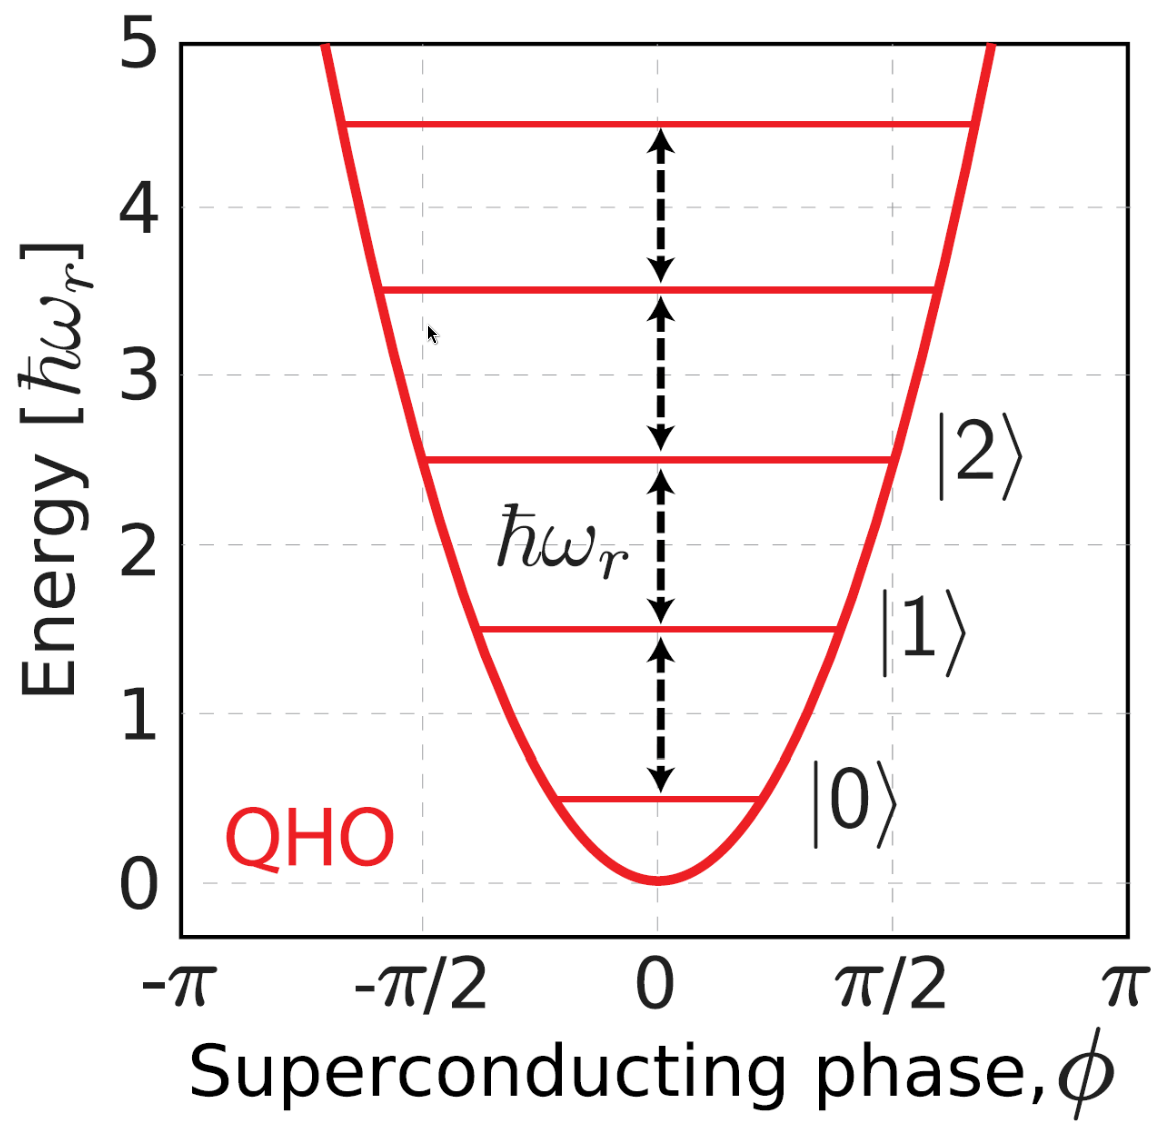 5
4
3
2
1
0
Energy [ℏω_r]
|2⟩
ℏω_r
|1⟩
|0⟩
QHO
-π -π/2 0 π/2 π
Superconducting phase, ϕ